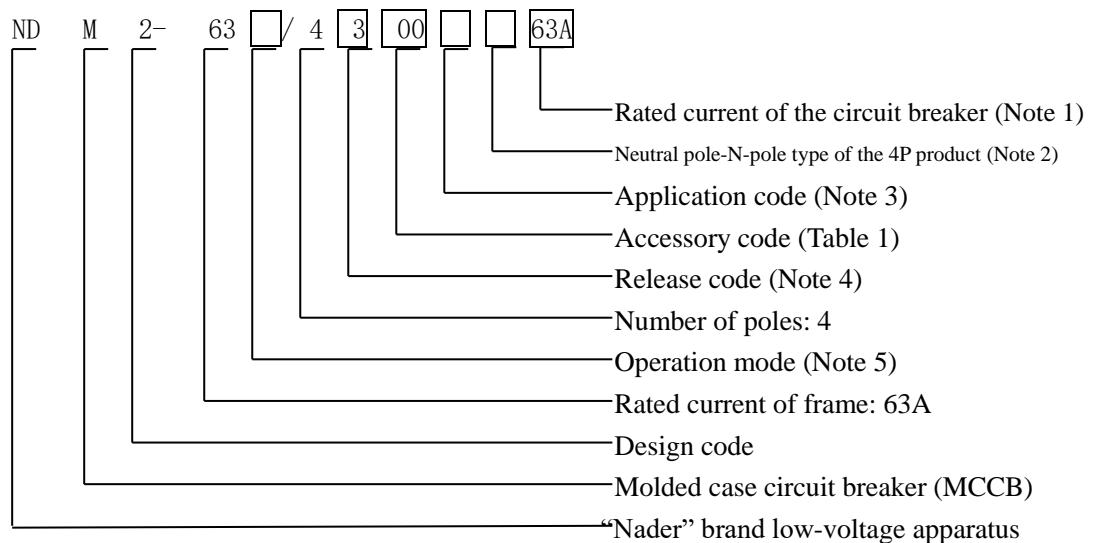 ND M 2- 63 □/ 4 3 00 □ □ 63A
Rated current of the circuit breaker (Note 1)
Neutral pole-N-pole type of the 4P product (Note 2)
Application code (Note 3)
Accessory code (Table 1)
Release code (Note 4)
Number of poles: 4
Operation mode (Note 5)
Rated current of frame: 63A
Design code
Molded case circuit breaker (MCCB)
“Nader” brand low-voltage apparatus